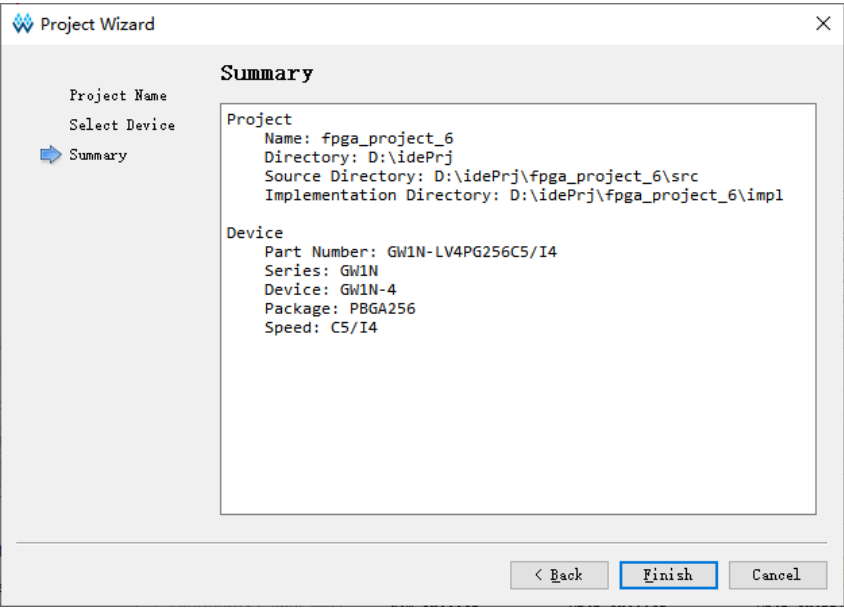 Project Wizard
Project Name
Select Device
Summary
Summary
Project
Name: fpga_project_6
Directory: D:\idePrj
Source Directory: D:\idePrj\fpga_project_6\src
Implementation Directory: D:\idePrj\fpga_project_6\impl
Device
Part Number: GW1N-LV4PG256C5/I4
Series: GW1N
Device: GW1N-4
Package: PBGA256
Speed: C5/I4
< Back
Finish
Cancel